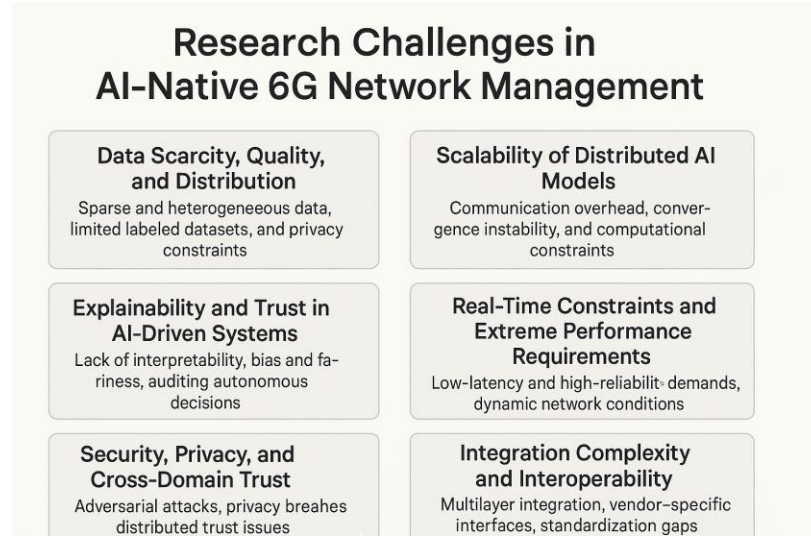 Research Challenges in
AI-Native 6G Network Management
Data Scarcity, Quality,
and Distribution
Sparse and heterogeneeous data,
limited labeled datasets, and privacy
constraints
Scalability of Distributed AI
Models
Communication overhead, conver-
gence instability, and computational
constraints
Explainability and Trust in
AI-Driven Systems
Lack of interpretability, bias and fa-
riness, auditing autonomous
decisions
Real-Time Constraints and
Extreme Performance
Requirements
Low-latency and high-reliabilits demands,
dynamic network conditions
Security, Privacy, and
Cross-Domain Trust
Adversarial attacks, privacy breahes
distributed trust issues
Integration Complexity
and Interoperability
Multilayer integration, vendor-specific
interfaces, standardization gaps